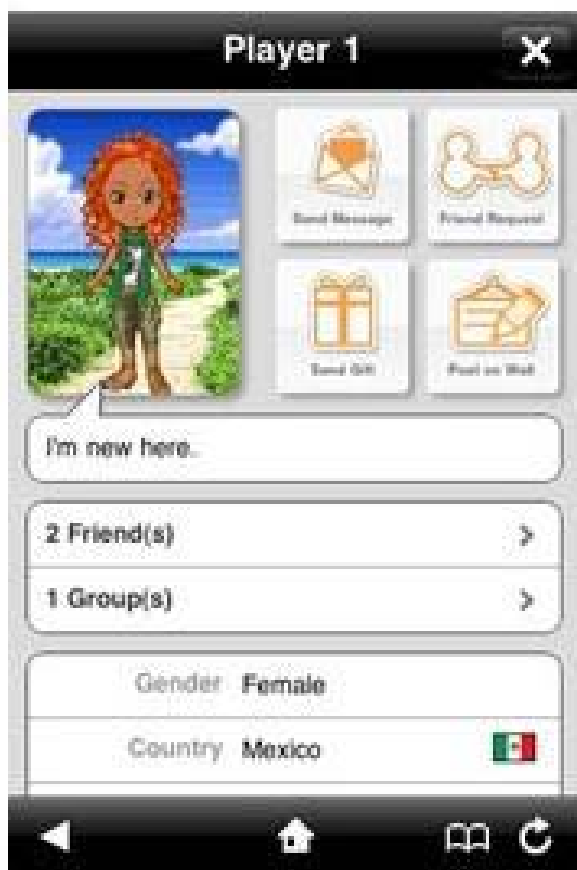 Player 1
Send Message
Friend Request
Send Gift
Post on Wall
I'm new here.
2 Friend(s)
1 Group(s)
Gender Female
Country Mexico